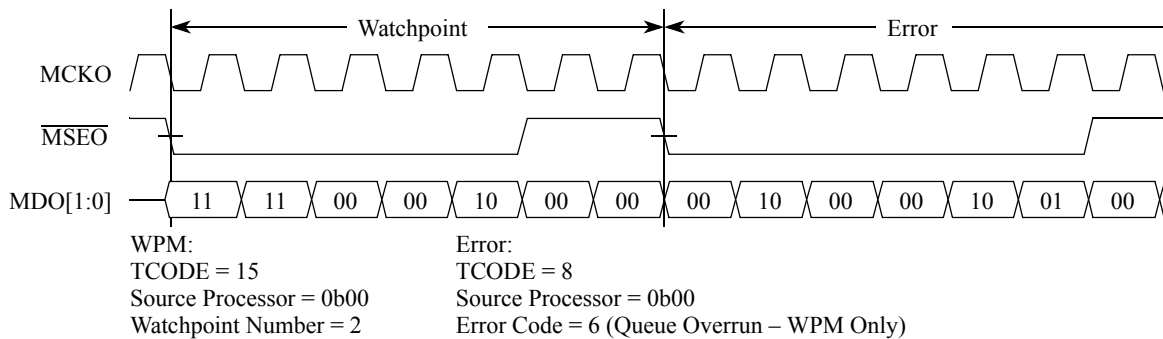 Watchpoint Error
MCKO
MSEO
MDO[1:0] 11 11 00 00 10 00 00 00 10 00 00 10 01 00
WPM:
TCODE = 15
Source Processor = 0b00
Watchpoint Number = 2
Error:
TCODE = 8
Source Processor = 0b00
Error Code = 6 (Queue Overrun – WPM Only)